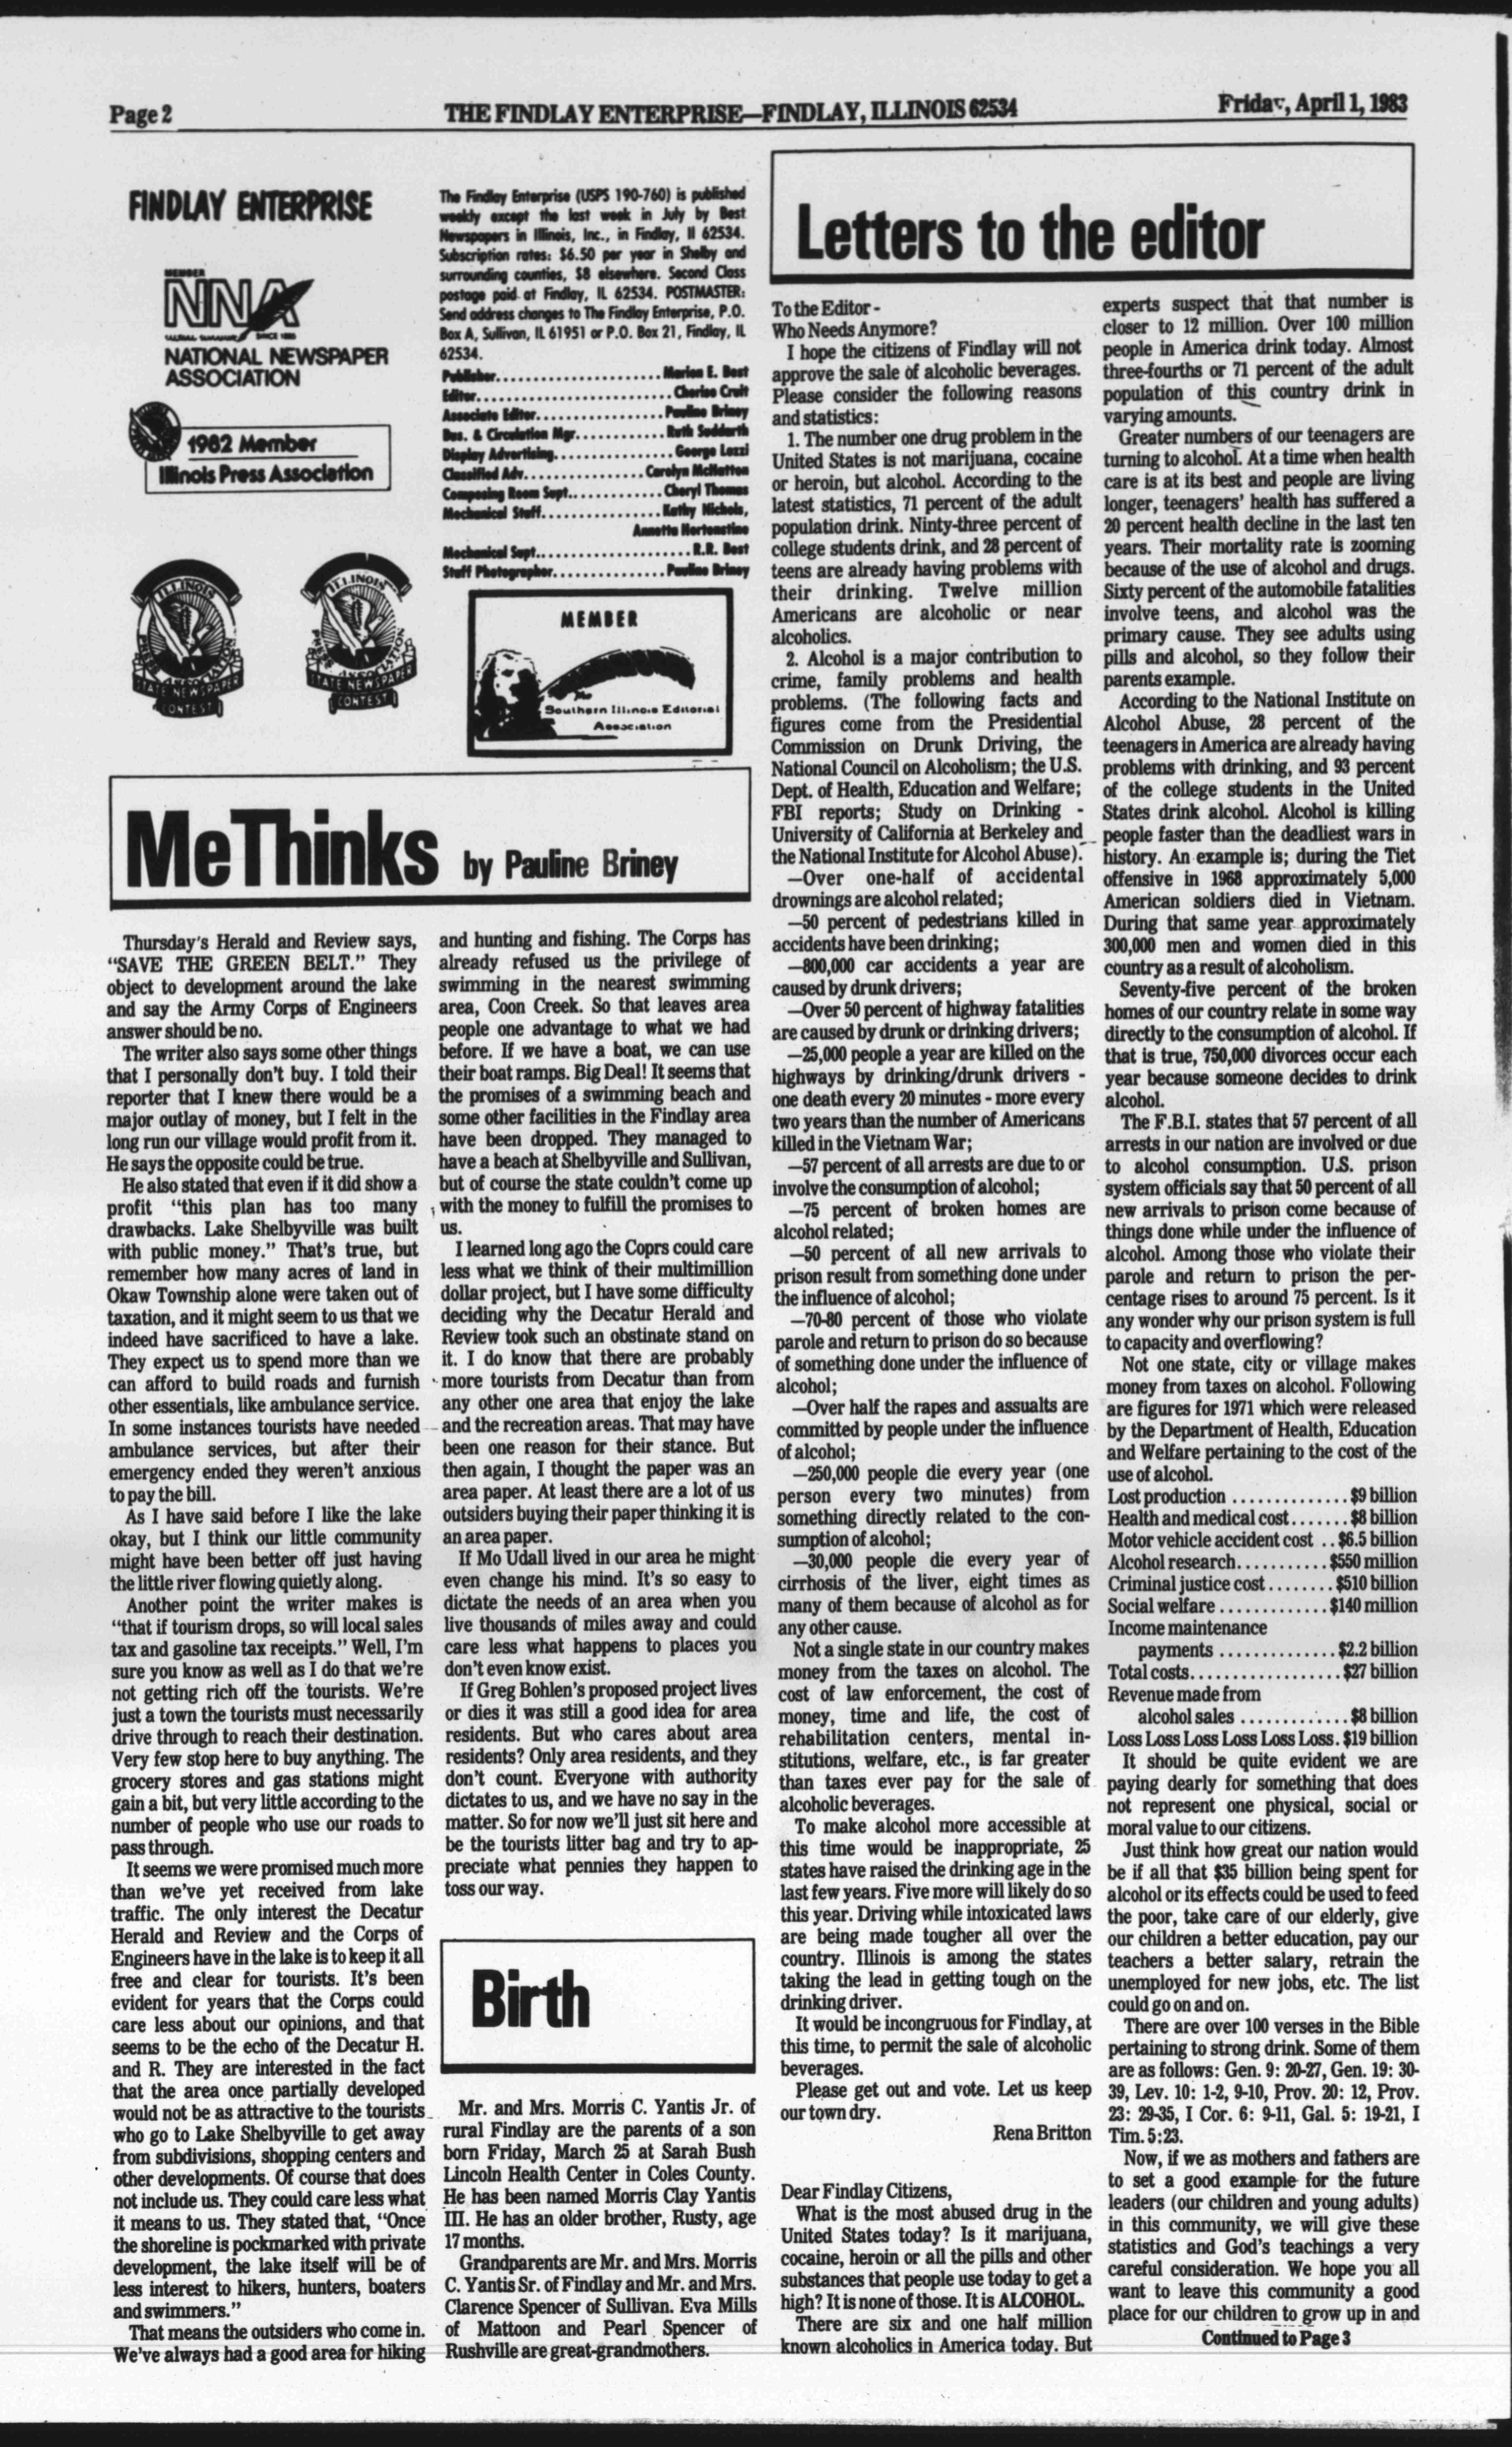 Page 2
THE FINDLAY ENTERPRISE—FINDLAY, ILLINOIS 62534
Friday, April 1, 1983
FINDLAY ENTERPRISE
MEMBER
NNA
SINCE 1885
NATIONAL NEWSPAPER
ASSOCIATION
1982 Member
Illinois Press Association
ILLINOIS
PRESS ASSOCIATION
STATE NEWSPAPER
CONTEST
ILLINOIS
PRESS ASSOCIATION
STATE NEWSPAPER
CONTEST
The Findlay Enterprise (USPS 190-760) is published
weekly except the last week in July by Best
Newspapers in Illinois, Inc., in Findlay, Il 62534.
Subscription rates: $6.50 per year in Shelby and
surrounding counties, $8 elsewhere. Second Class
postage paid at Findlay, IL 62534. POSTMASTER:
Send address changes to The Findlay Enterprise, P.O.
Box A, Sullivan, IL 61951 or P.O. Box 21, Findlay, IL
62534.
Publisher......................Marion E. Best
Editor..........................Cherise Cruit
Associate Editor.................Pauline Briney
Bus. & Circulation Mgr............Ruth Suddarth
Display Advertising................George Lozzi
Classified Adv................Carolyn McHatton
Composing Room Supt.............Cheryl Thomas
Mechanical Staff................Kathy Nichols,
Annetta Hortenstine
Mechanical Supt.....................R.R. Best
Staff Photographer...............Pauline Briney
MEMBER
Southern Illinois Editorial
Association
MeThinks by Pauline Briney
Thursday's Herald and Review says,
"SAVE THE GREEN BELT." They
object to development around the lake
and say the Army Corps of Engineers
answer should be no.
The writer also says some other things
that I personally don't buy. I told their
reporter that I knew there would be a
major outlay of money, but I felt in the
long run our village would profit from it.
He says the opposite could be true.
He also stated that even if it did show a
profit "this plan has too many
drawbacks. Lake Shelbyville was built
with public money." That's true, but
remember how many acres of land in
Okaw Township alone were taken out of
taxation, and it might seem to us that we
indeed have sacrificed to have a lake.
They expect us to spend more than we
can afford to build roads and furnish
other essentials, like ambulance service.
In some instances tourists have needed
ambulance services, but after their
emergency ended they weren't anxious
to pay the bill.
As I have said before I like the lake
okay, but I think our little community
might have been better off just having
the little river flowing quietly along.
Another point the writer makes is
"that if tourism drops, so will local sales
tax and gasoline tax receipts." Well, I'm
sure you know as well as I do that we're
not getting rich off the tourists. We're
just a town the tourists must necessarily
drive through to reach their destination.
Very few stop here to buy anything. The
grocery stores and gas stations might
gain a bit, but very little according to the
number of people who use our roads to
pass through.
It seems we were promised much more
than we've yet received from lake
traffic. The only interest the Decatur
Herald and Review and the Corps of
Engineers have in the lake is to keep it all
free and clear for tourists. It's been
evident for years that the Corps could
care less about our opinions, and that
seems to be the echo of the Decatur H.
and R. They are interested in the fact
that the area once partially developed
would not be as attractive to the tourists
who go to Lake Shelbyville to get away
from subdivisions, shopping centers and
other developments. Of course that does
not include us. They could care less what
it means to us. They stated that, "Once
the shoreline is pockmarked with private
development, the lake itself will be of
less interest to hikers, hunters, boaters
and swimmers."
That means the outsiders who come in.
We've always had a good area for hiking
and hunting and fishing. The Corps has
already refused us the privilege of
swimming in the nearest swimming
area, Coon Creek. So that leaves area
people one advantage to what we had
before. If we have a boat, we can use
their boat ramps. Big Deal! It seems that
the promises of a swimming beach and
some other facilities in the Findlay area
have been dropped. They managed to
have a beach at Shelbyville and Sullivan,
but of course the state couldn't come up
with the money to fulfill the promises to
us.
I learned long ago the Coprs could care
less what we think of their multimillion
dollar project, but I have some difficulty
deciding why the Decatur Herald and
Review took such an obstinate stand on
it. I do know that there are probably
more tourists from Decatur than from
any other one area that enjoy the lake
and the recreation areas. That may have
been one reason for their stance. But
then again, I thought the paper was an
area paper. At least there are a lot of us
outsiders buying their paper thinking it is
an area paper.
If Mo Udall lived in our area he might
even change his mind. It's so easy to
dictate the needs of an area when you
live thousands of miles away and could
care less what happens to places you
don't even know exist.
If Greg Bohlen's proposed project lives
or dies it was still a good idea for area
residents. But who cares about area
residents? Only area residents, and they
don't count. Everyone with authority
dictates to us, and we have no say in the
matter. So for now we'll just sit here and
be the tourists litter bag and try to ap-
preciate what pennies they happen to
toss our way.
Birth
Mr. and Mrs. Morris C. Yantis Jr. of
rural Findlay are the parents of a son
born Friday, March 25 at Sarah Bush
Lincoln Health Center in Coles County.
He has been named Morris Clay Yantis
III. He has an older brother, Rusty, age
17 months.
Grandparents are Mr. and Mrs. Morris
C. Yantis Sr. of Findlay and Mr. and Mrs.
Clarence Spencer of Sullivan. Eva Mills
of Mattoon and Pearl Spencer of
Rushville are great-grandmothers.
Letters to the editor
To the Editor -
Who Needs Anymore?
I hope the citizens of Findlay will not
approve the sale of alcoholic beverages.
Please consider the following reasons
and statistics:
1. The number one drug problem in the
United States is not marijuana, cocaine
or heroin, but alcohol. According to the
latest statistics, 71 percent of the adult
population drink. Ninty-three percent of
college students drink, and 28 percent of
teens are already having problems with
their drinking. Twelve million
Americans are alcoholic or near
alcoholics.
2. Alcohol is a major contribution to
crime, family problems and health
problems. (The following facts and
figures come from the Presidential
Commission on Drunk Driving, the
National Council on Alcoholism; the U.S.
Dept. of Health, Education and Welfare;
FBI reports; Study on Drinking -
University of California at Berkeley and
the National Institute for Alcohol Abuse).
—Over one-half of accidental
drownings are alcohol related;
—50 percent of pedestrians killed in
accidents have been drinking;
—800,000 car accidents a year are
caused by drunk drivers;
—Over 50 percent of highway fatalities
are caused by drunk or drinking drivers;
—25,000 people a year are killed on the
highways by drinking/drunk drivers -
one death every 20 minutes - more every
two years than the number of Americans
killed in the Vietnam War;
—57 percent of all arrests are due to or
involve the consumption of alcohol;
—75 percent of broken homes are
alcohol related;
—50 percent of all new arrivals to
prison result from something done under
the influence of alcohol;
—70-80 percent of those who violate
parole and return to prison do so because
of something done under the influence of
alcohol;
—Over half the rapes and assualts are
committed by people under the influence
of alcohol;
—250,000 people die every year (one
person every two minutes) from
something directly related to the con-
sumption of alcohol;
—30,000 people die every year of
cirrhosis of the liver, eight times as
many of them because of alcohol as for
any other cause.
Not a single state in our country makes
money from the taxes on alcohol. The
cost of law enforcement, the cost of
money, time and life, the cost of
rehabilitation centers, mental in-
stitutions, welfare, etc., is far greater
than taxes ever pay for the sale of
alcoholic beverages.
To make alcohol more accessible at
this time would be inappropriate, 25
states have raised the drinking age in the
last few years. Five more will likely do so
this year. Driving while intoxicated laws
are being made tougher all over the
country. Illinois is among the states
taking the lead in getting tough on the
drinking driver.
It would be incongruous for Findlay, at
this time, to permit the sale of alcoholic
beverages.
Please get out and vote. Let us keep
our town dry.
Rena Britton
Dear Findlay Citizens,
What is the most abused drug in the
United States today? Is it marijuana,
cocaine, heroin or all the pills and other
substances that people use today to get a
high? It is none of those. It is ALCOHOL.
There are six and one half million
known alcoholics in America today. But
experts suspect that that number is
closer to 12 million. Over 100 million
people in America drink today. Almost
three-fourths or 71 percent of the adult
population of this country drink in
varying amounts.
Greater numbers of our teenagers are
turning to alcohol. At a time when health
care is at its best and people are living
longer, teenagers' health has suffered a
20 percent health decline in the last ten
years. Their mortality rate is zooming
because of the use of alcohol and drugs.
Sixty percent of the automobile fatalities
involve teens, and alcohol was the
primary cause. They see adults using
pills and alcohol, so they follow their
parents example.
According to the National Institute on
Alcohol Abuse, 28 percent of the
teenagers in America are already having
problems with drinking, and 93 percent
of the college students in the United
States drink alcohol. Alcohol is killing
people faster than the deadliest wars in
history. An example is; during the Tiet
offensive in 1968 approximately 5,000
American soldiers died in Vietnam.
During that same year approximately
300,000 men and women died in this
country as a result of alcoholism.
Seventy-five percent of the broken
homes of our country relate in some way
directly to the consumption of alcohol. If
that is true, 750,000 divorces occur each
year because someone decides to drink
alcohol.
The F.B.I. states that 57 percent of all
arrests in our nation are involved or due
to alcohol consumption. U.S. prison
system officials say that 50 percent of all
new arrivals to prison come because of
things done while under the influence of
alcohol. Among those who violate their
parole and return to prison the per-
centage rises to around 75 percent. Is it
any wonder why our prison system is full
to capacity and overflowing?
Not one state, city or village makes
money from taxes on alcohol. Following
are figures for 1971 which were released
by the Department of Health, Education
and Welfare pertaining to the cost of the
use of alcohol.
Lost production..............$9 billion
Health and medical cost.......$8 billion
Motor vehicle accident cost..$6.5 billion
Alcohol research...........$550 million
Criminal justice cost........$510 billion
Social welfare.............$140 million
Income maintenance
payments..............$2.2 billion
Total costs.................$27 billion
Revenue made from
alcohol sales.............$8 billion
Loss Loss Loss Loss Loss Loss.$19 billion
It should be quite evident we are
paying dearly for something that does
not represent one physical, social or
moral value to our citizens.
Just think how great our nation would
be if all that $35 billion being spent for
alcohol or its effects could be used to feed
the poor, take care of our elderly, give
our children a better education, pay our
teachers a better salary, retrain the
unemployed for new jobs, etc. The list
could go on and on.
There are over 100 verses in the Bible
pertaining to strong drink. Some of them
are as follows: Gen. 9: 20-27, Gen. 19: 30-
39, Lev. 10: 1-2, 9-10, Prov. 20: 12, Prov.
23: 29-35, I Cor. 6: 9-11, Gal. 5: 19-21, I
Tim. 5:23.
Now, if we as mothers and fathers are
to set a good example for the future
leaders (our children and young adults)
in this community, we will give these
statistics and God's teachings a very
careful consideration. We hope you all
want to leave this community a good
place for our children to grow up in and
Continued to Page 3